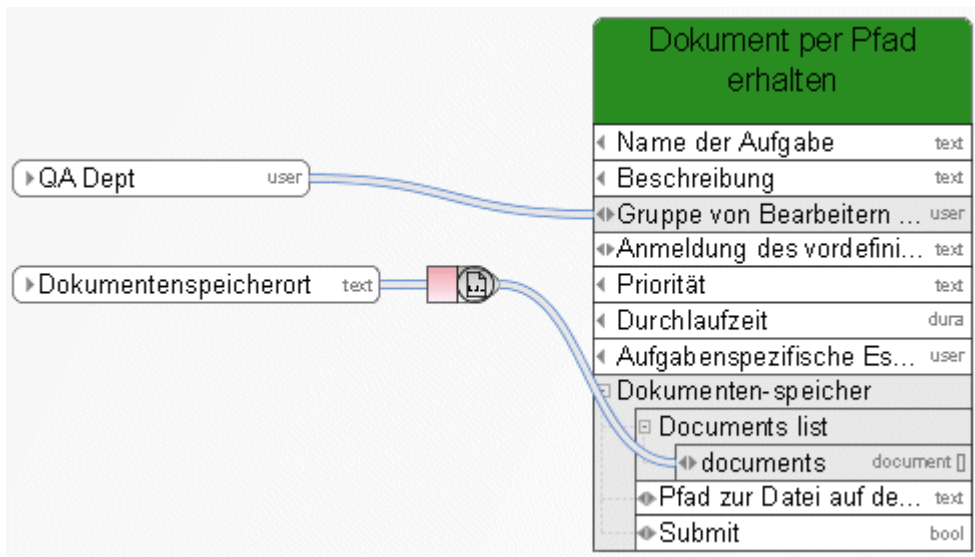 Dokument per Pfad
erhalten
Name der Aufgabe text
QA Dept user
Beschreibung text
Gruppe von Bearbeitern ... user
Anmeldung des vordefini... text
Dokumentenspeicherort text
Priorität text
Durchlaufzeit dura
Aufgabenspezifische Es... user
Dokumenten-speicher
Documents list
documents document []
Pfad zur Datei auf de... text
Submit bool